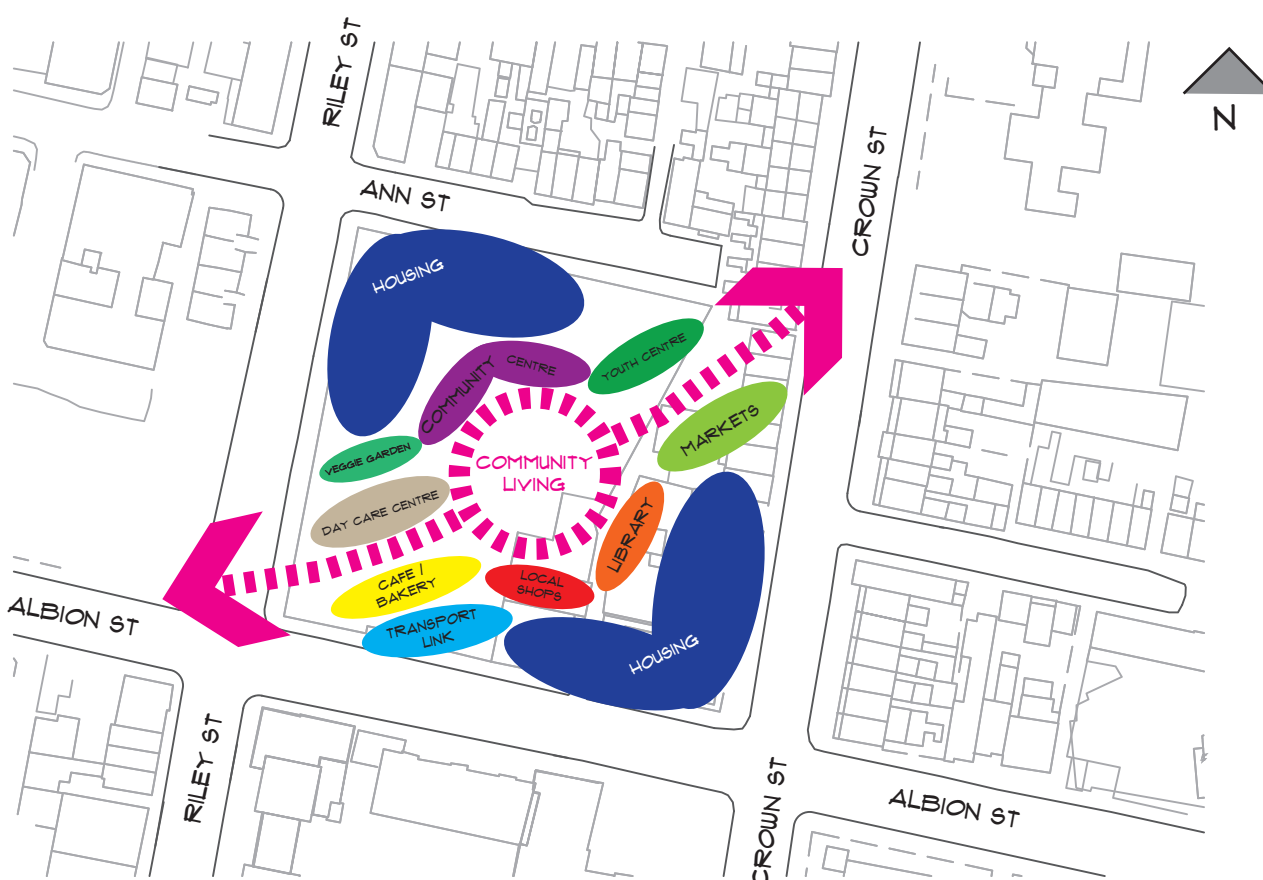 RILEY ST
N
CROWN ST
ANN ST
HOUSING
COMMUNITY
CENTRE
YOUTH CENTRE
MARKETS
VEGGIE GARDEN
COMMUNITY
LIVING
DAY CARE CENTRE
LIBRARY
CAFE /
BAKERY
LOCAL
SHOPS
ALBION ST
TRANSPORT
LINK
HOUSING
RILEY ST
CROWN ST
ALBION ST